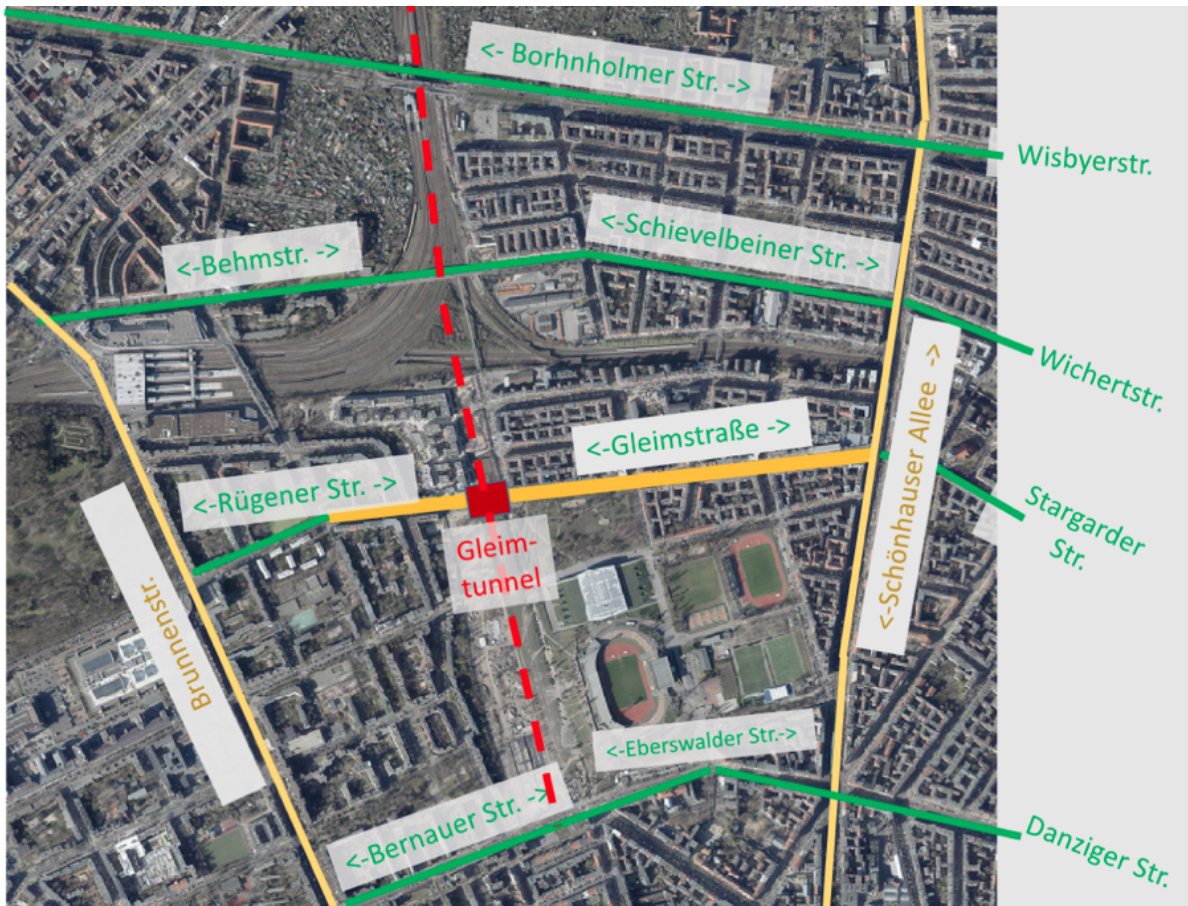 <- Borhnholmer Str. ->
Wisbyerstr.
<-Behmstr. ->
<-Schievelbeiner Str. ->
Wichertstr.
<-Schönhauser Allee ->
<-Gleimstraße ->
<-Rügener Str. ->
Stargarder
Str.
Gleim-
tunnel
Brunnenstr.
<-Eberswalder Str.->
<-Bernauer Str. ->
Danziger Str.